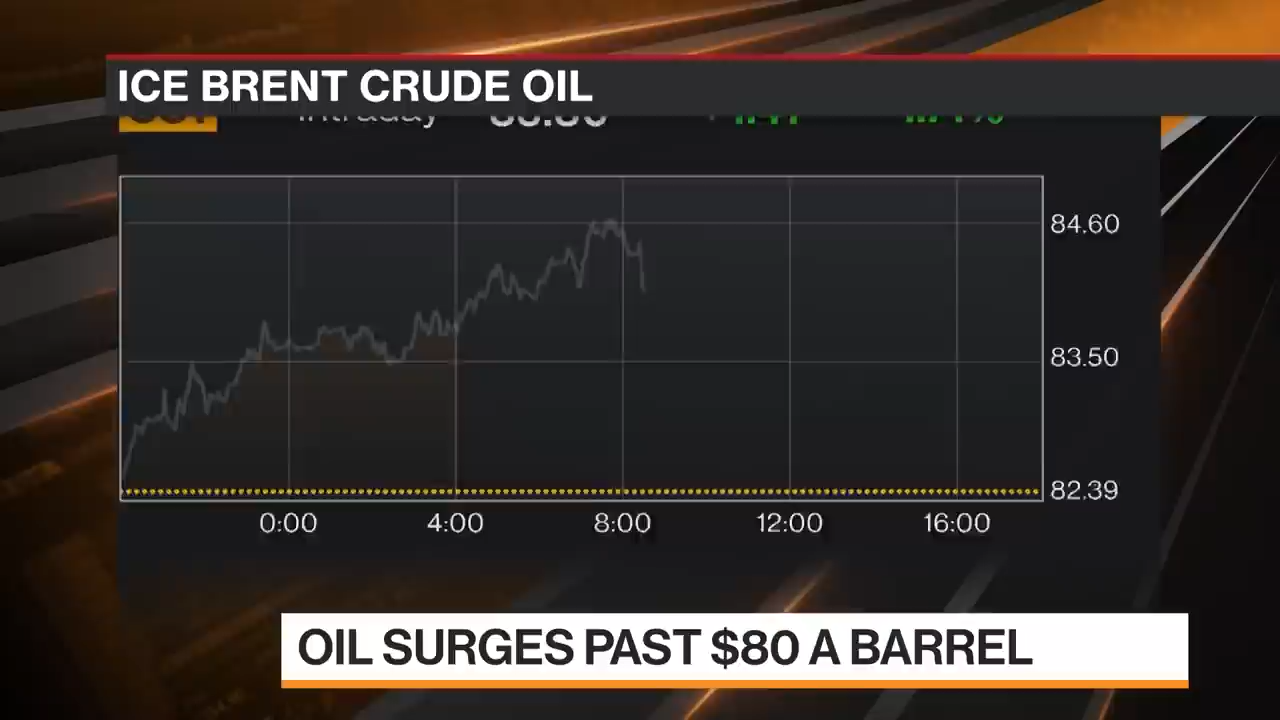 ICE BRENT CRUDE OIL
Intraday
84.60
83.50
82.39
0:00 4:00 8:00 12:00 16:00
OIL SURGES PAST $80 A BARREL